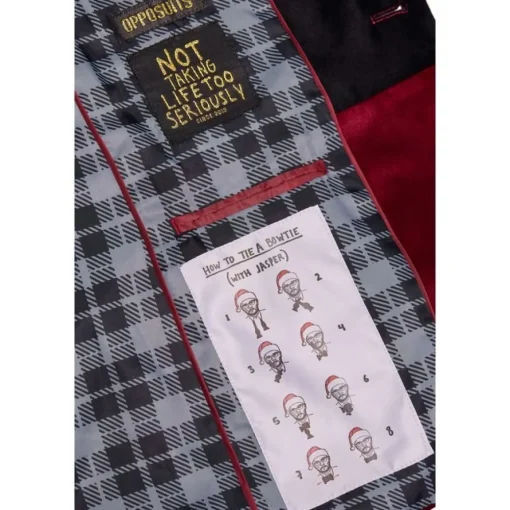 OPPOSUITS
NOT
TAKING
LIFE TOO
SERIOUSLY
SINCE 2010
HOW TO TIE A BOWTIE
(WITH JASPER)
1
2
3
4
5
6
7
8